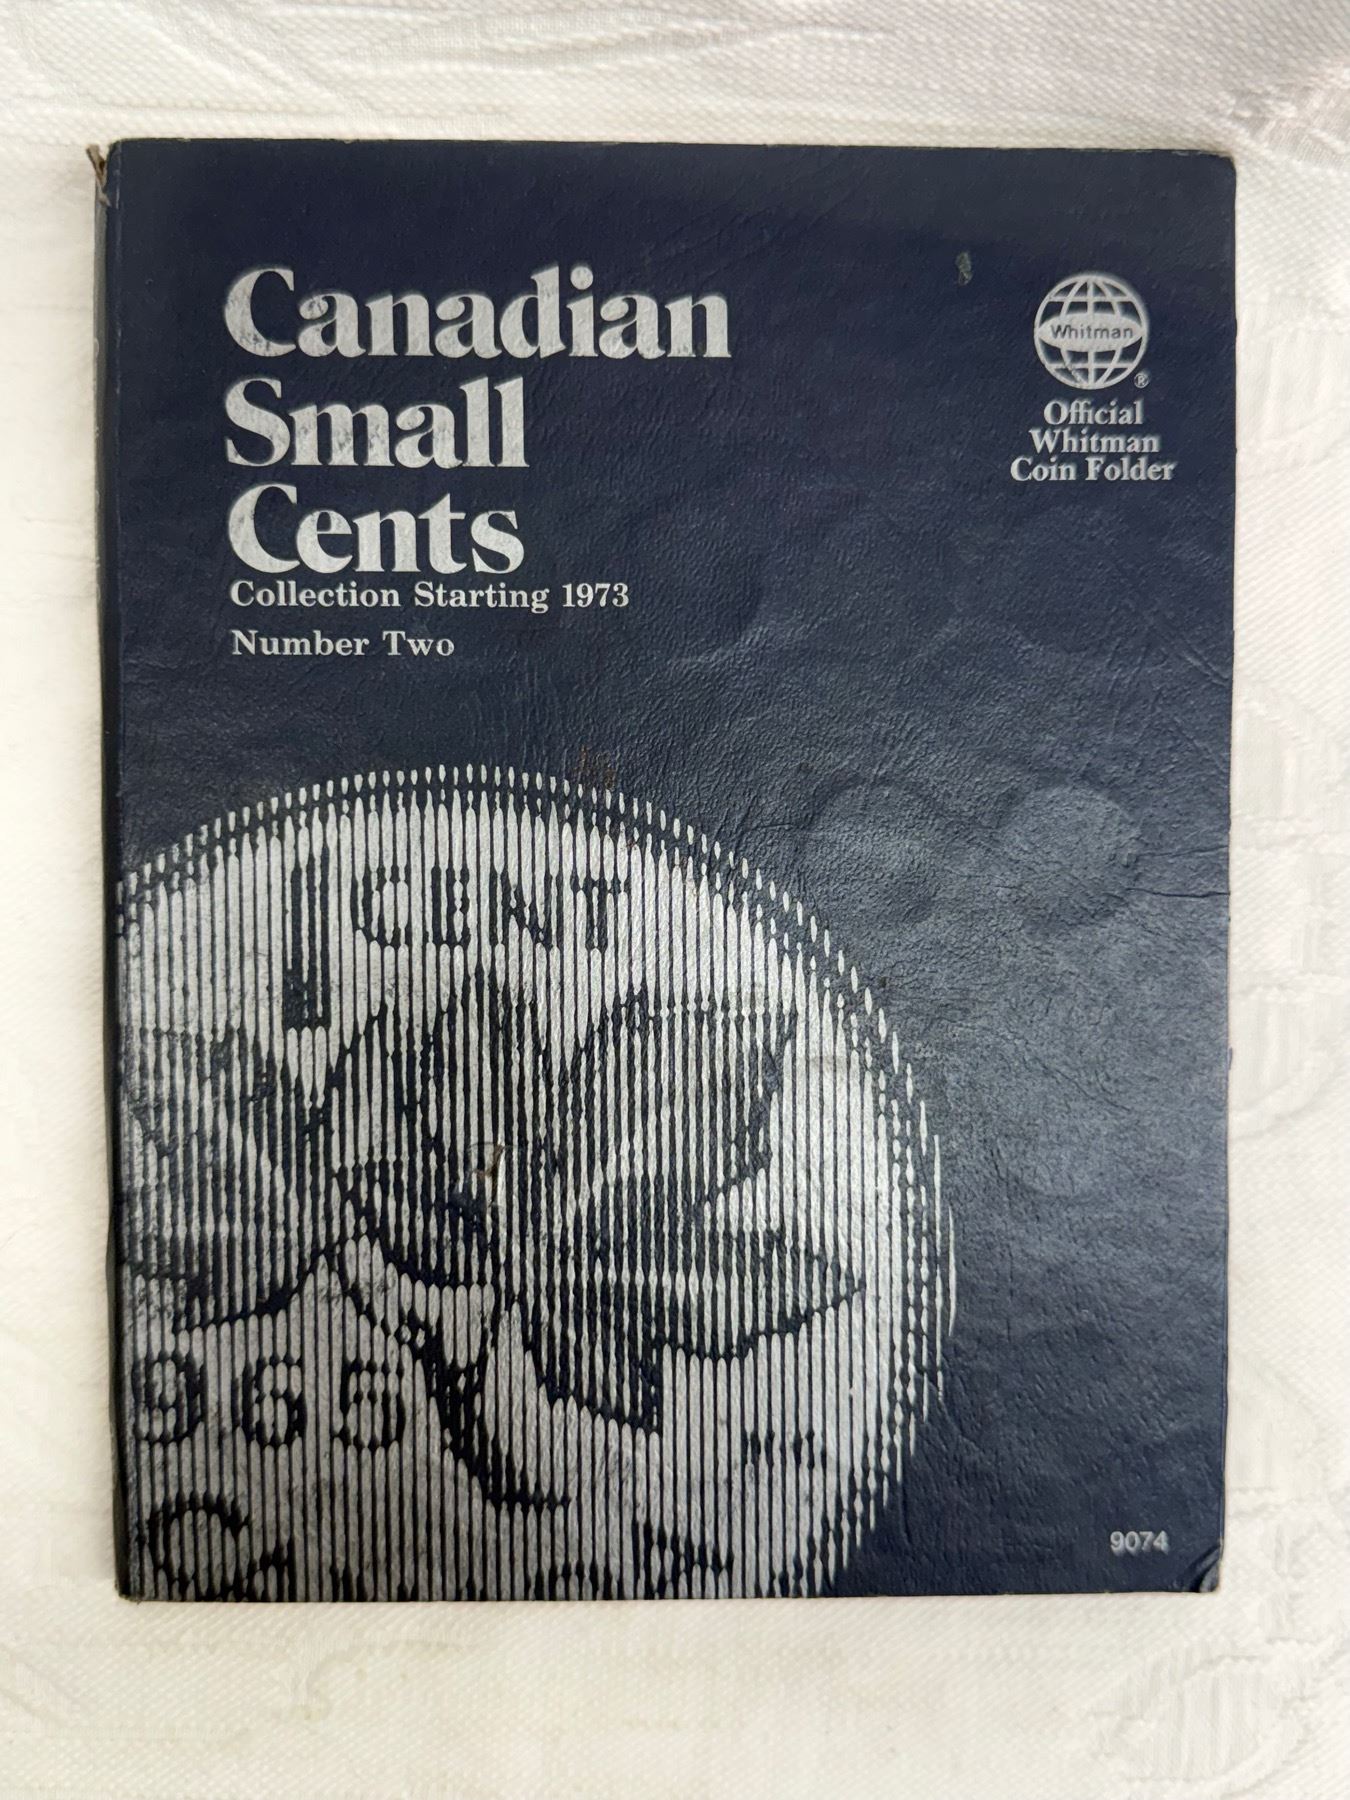 Canadian
Small
Cents
Collection Starting 1973
Number Two
Whitman
®
Official
Whitman
Coin Folder
1 CENT
965
9074